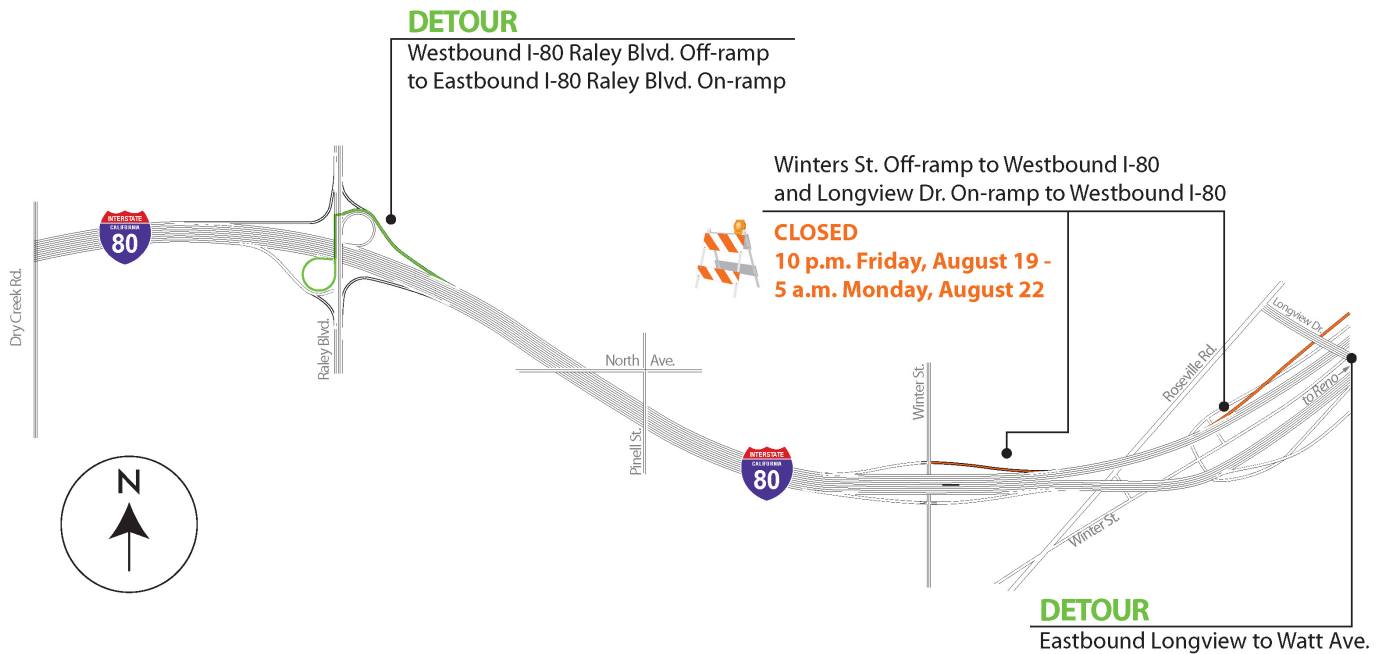 DETOUR
Westbound I-80 Raley Blvd. Off-ramp
to Eastbound I-80 Raley Blvd. On-ramp
Winters St. Off-ramp to Westbound I-80
and Longview Dr. On-ramp to Westbound I-80
CLOSED
10 p.m. Friday, August 19 -
5 a.m. Monday, August 22
INTERSTATE
CALIFORNIA
80
Dry Creek Rd.
Raley Blvd.
North Ave.
Pinell St.
Winter St.
Roseville Rd.
Longview Dr.
to Reno
INTERSTATE
CALIFORNIA
80
Winter St.
N
DETOUR
Eastbound Longview to Watt Ave.